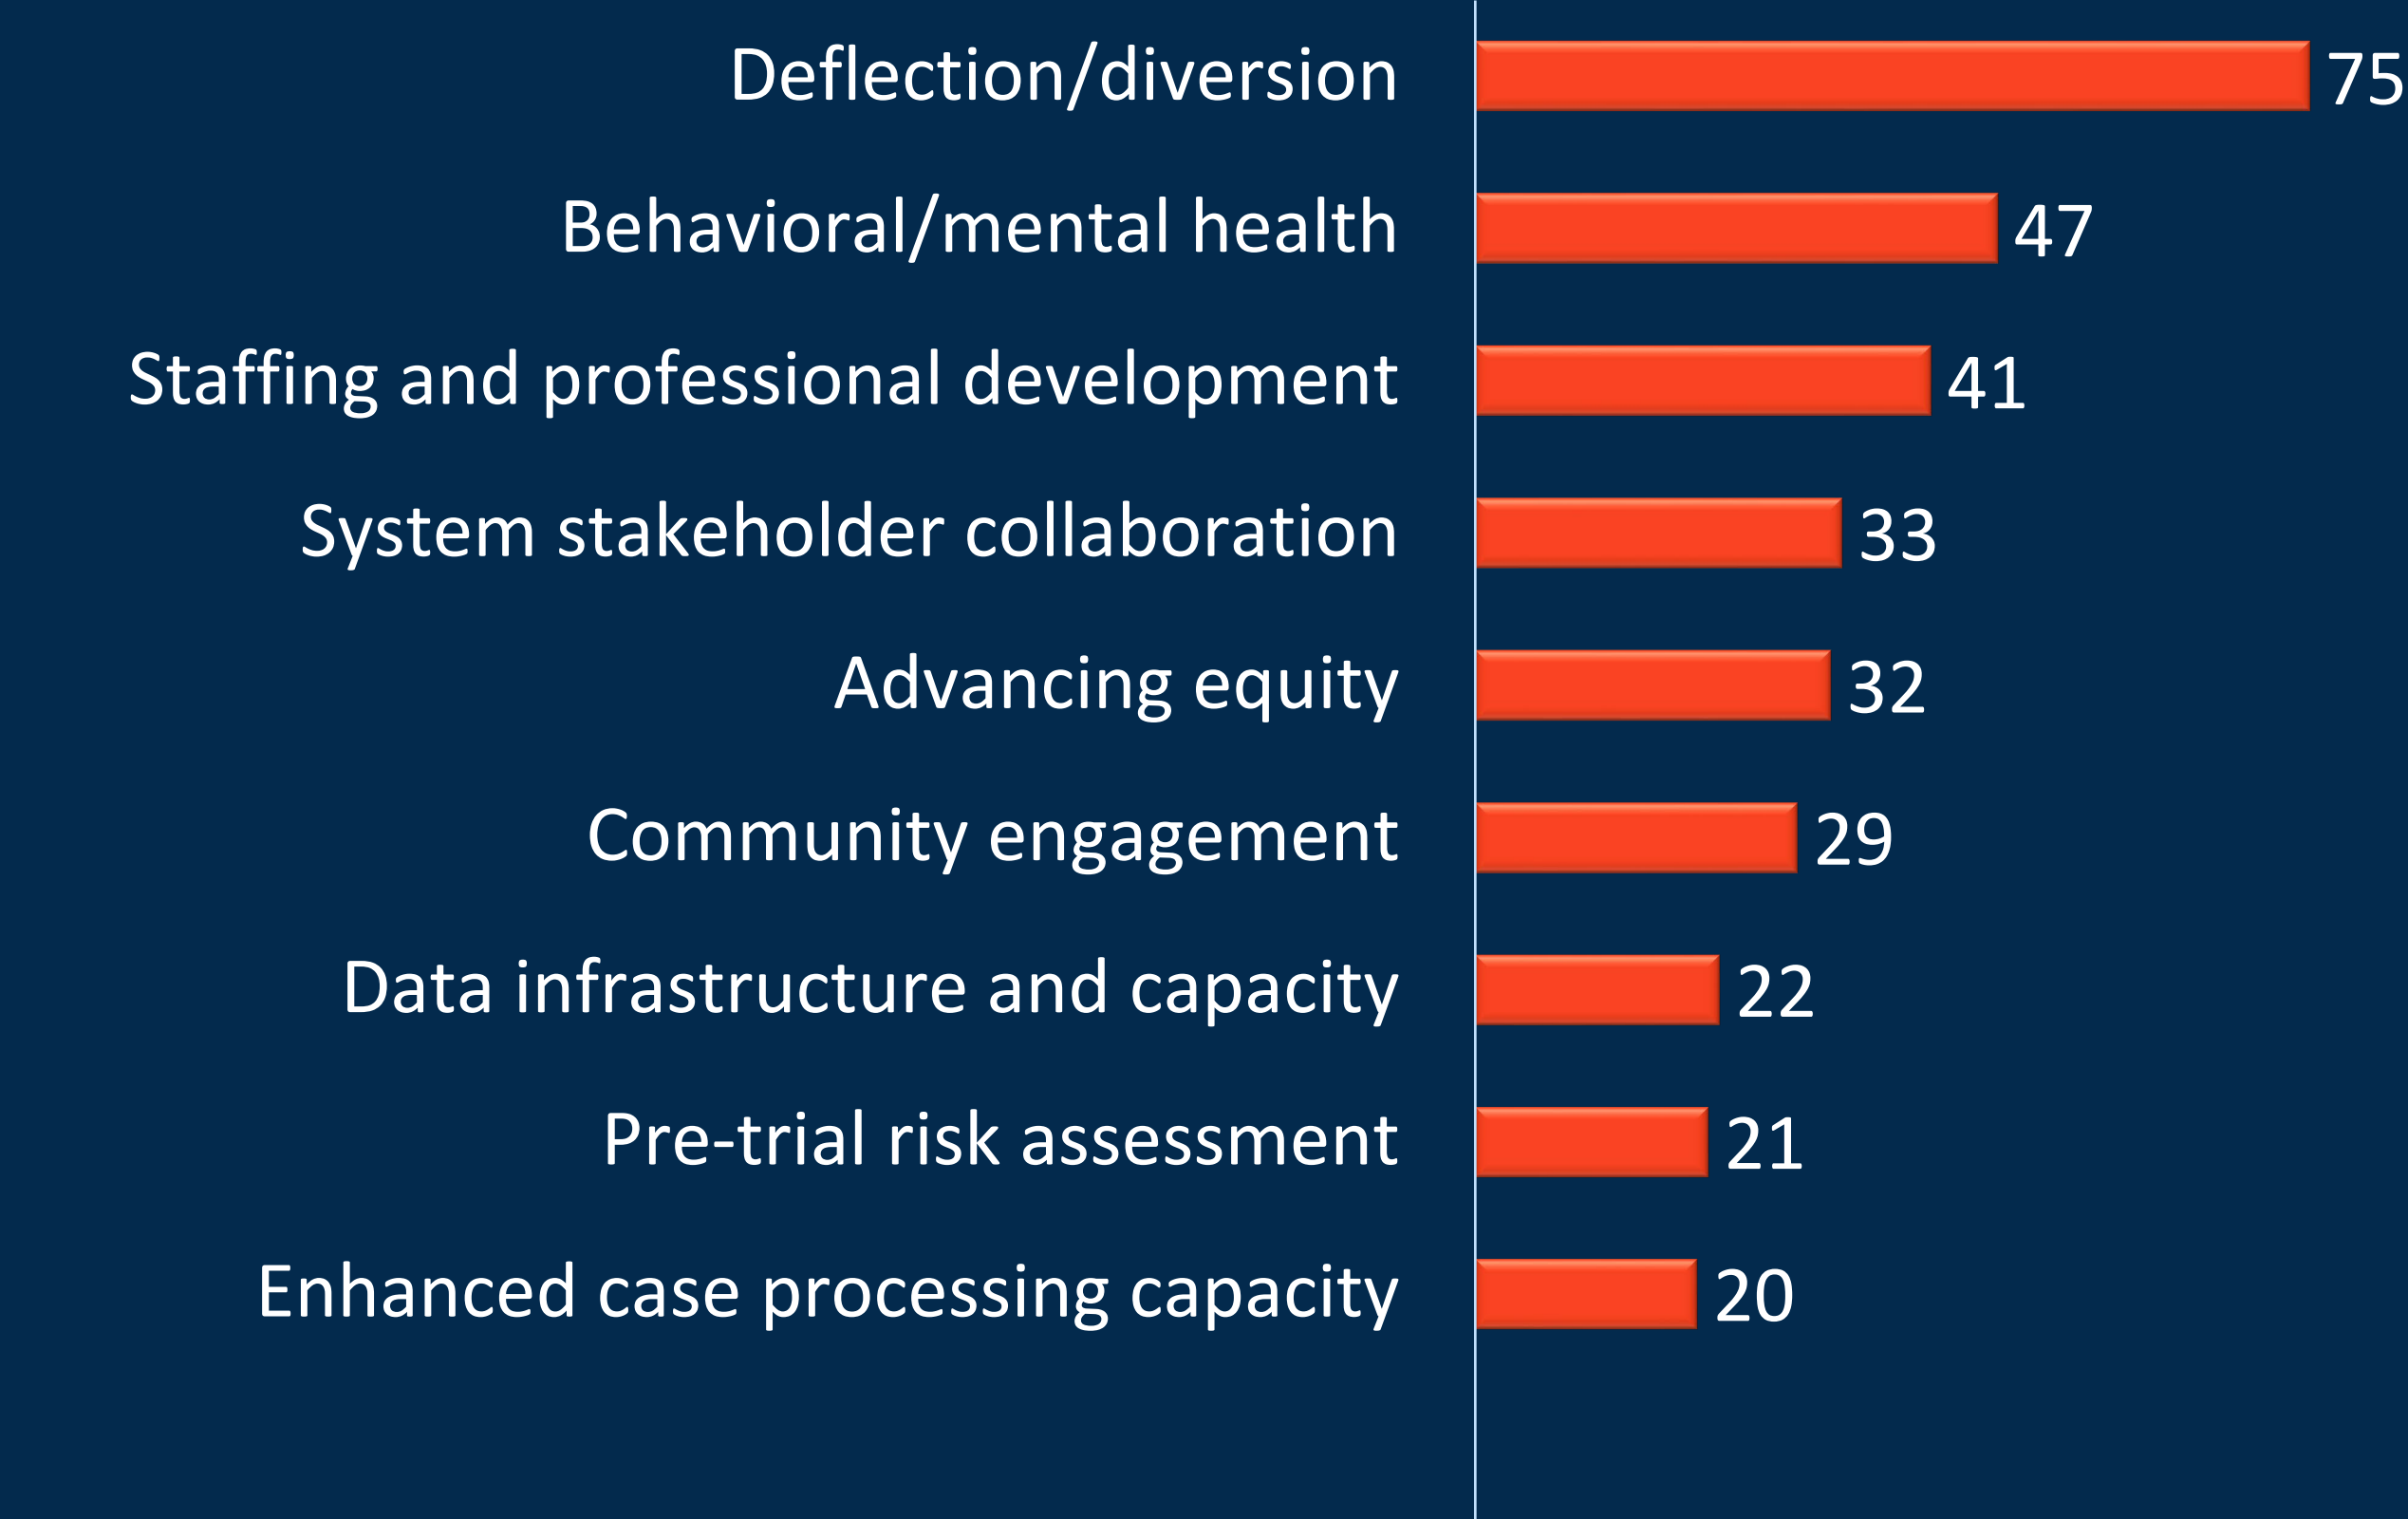 Deflection/diversion 75
Behavioral/mental health 47
Staffing and professional development 41
System stakeholder collaboration 33
Advancing equity 32
Community engagement 29
Data infrastructure and capacity 22
Pre-trial risk assessment 21
Enhanced case processing capacity 20